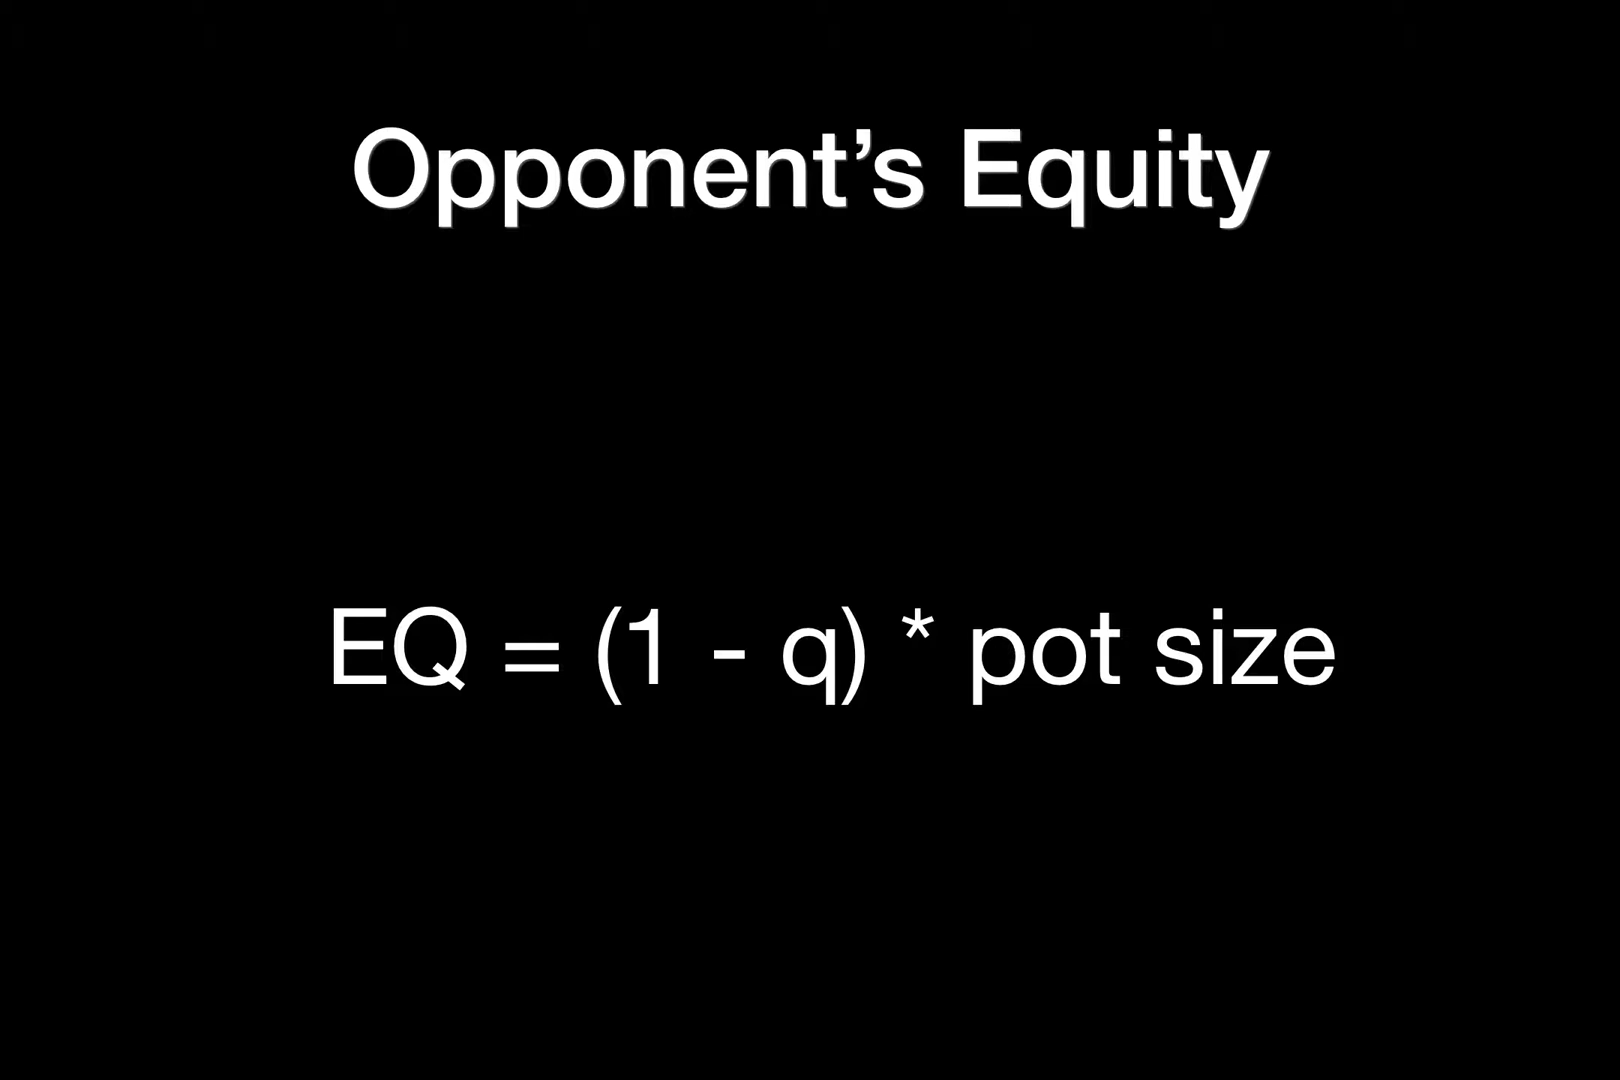 Opponent’s Equity
EQ = (1 - q) * pot size